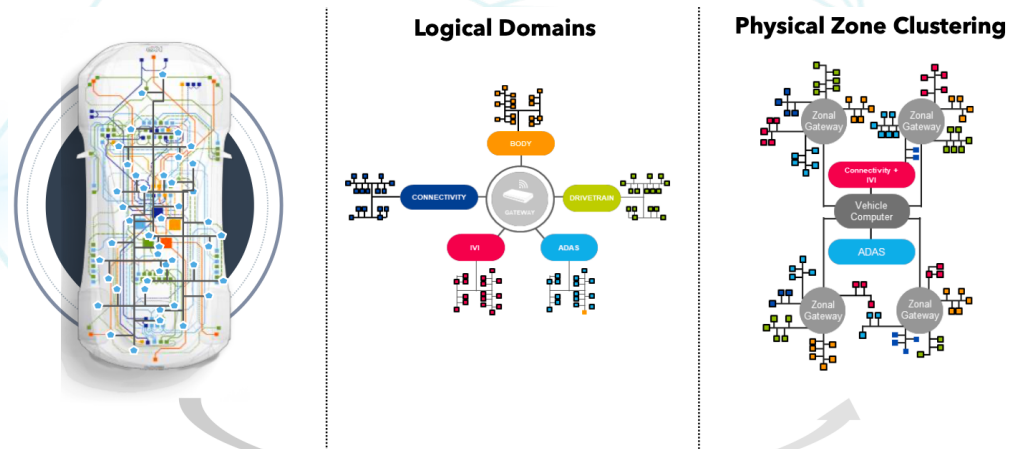 Logical Domains
Physical Zone Clustering
BODY
CONNECTIVITY
GATEWAY
DRIVETRAIN
IVI
ADAS
Zonal
Gateway
Zonal
Gateway
Connectivity +
IVI
Vehicle
Computer
ADAS
Zonal
Gateway
Zonal
Gateway